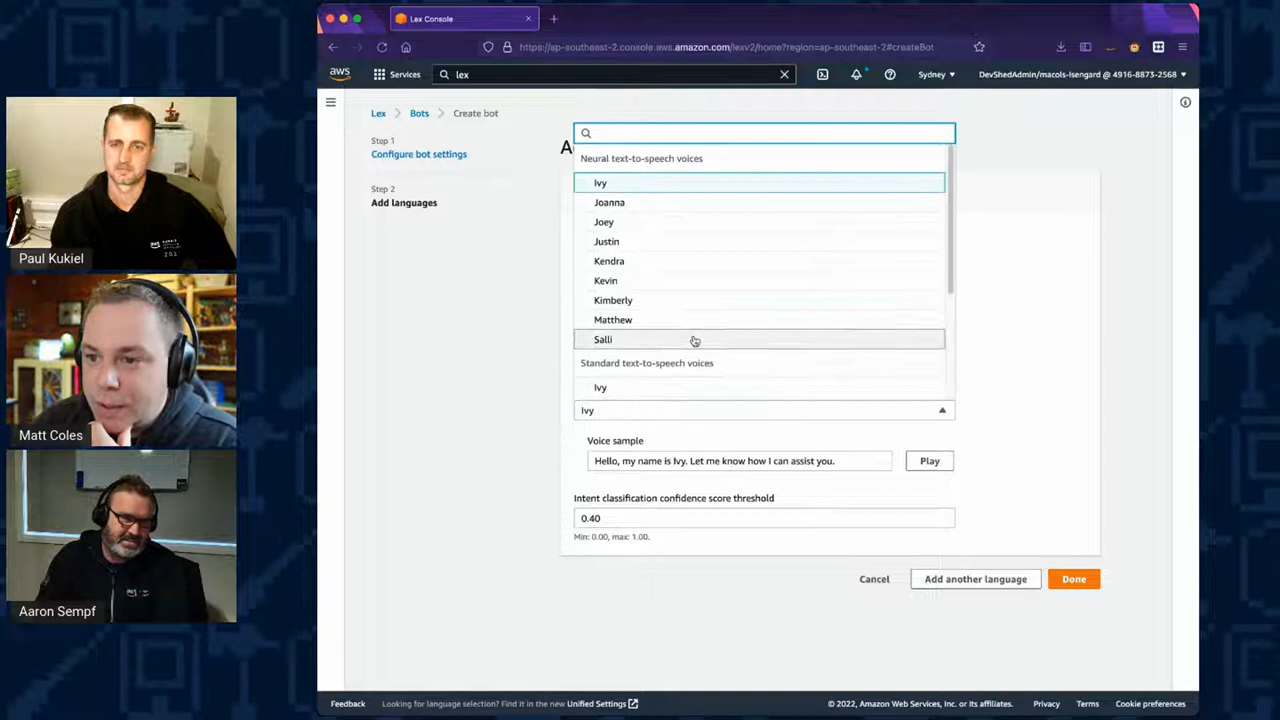 Lex Console
https://ap-southeast-2.console.aws.amazon.com/lexv2/home?region=ap-southeast-2#createBot
aws
Services
lex
Sydney
DevShedAdmin/macols-Isengard @ 4916-8873-2568
Lex
Bots
Create bot
Step 1
Configure bot settings
Step 2
Add languages
A
Neural text-to-speech voices
Ivy
Joanna
Joey
Justin
Kendra
Kevin
Kimberly
Matthew
Salli
Standard text-to-speech voices
Ivy
Ivy
Voice sample
Hello, my name is Ivy. Let me know how I can assist you.
Play
Intent classification confidence score threshold
0.40
Min: 0.00, max: 1.00.
Cancel
Add another language
Done
Feedback
Looking for language selection? Find it in the new Unified Settings
© 2022, Amazon Web Services, Inc. or its affiliates.
Privacy
Terms
Cookie preferences
Paul Kukiel
Matt Coles
Aaron Sempf